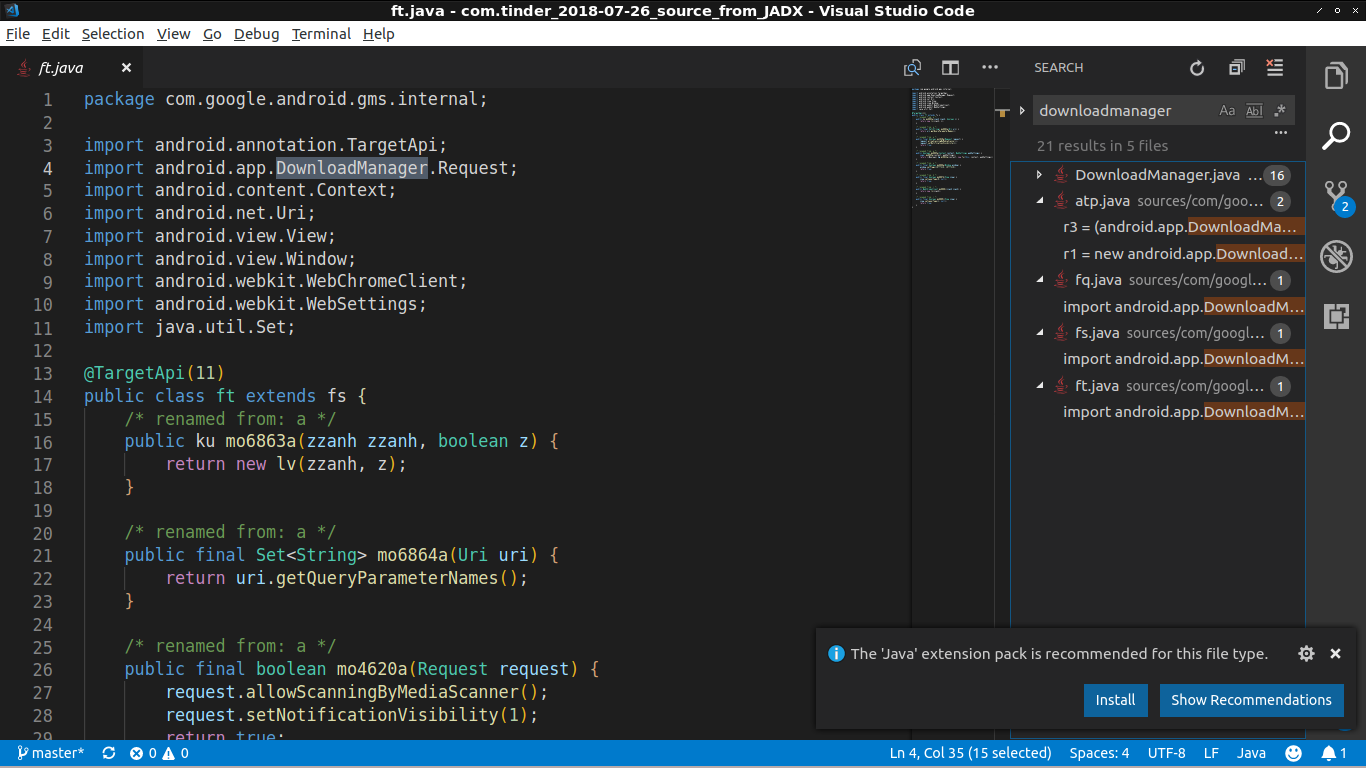 ft.java - com.tinder_2018-07-26_source_from_JADX - Visual Studio Code
File Edit Selection View Go Debug Terminal Help
ft.java
1 package com.google.android.gms.internal;
2
3 import android.annotation.TargetApi;
4 import android.app.DownloadManager.Request;
5 import android.content.Context;
6 import android.net.Uri;
7 import android.view.View;
8 import android.view.Window;
9 import android.webkit.WebChromeClient;
10 import android.webkit.WebSettings;
11 import java.util.Set;
12
13 @TargetApi(11)
14 public class ft extends fs {
15 /* renamed from: a */
16 public ku mo6863a(zzanh zzanh, boolean z) {
17 return new lv(zzanh, z);
18 }
19
20 /* renamed from: a */
21 public final Set<String> mo6864a(Uri uri) {
22 return uri.getQueryParameterNames();
23 }
24
25 /* renamed from: a */
26 public final boolean mo4620a(Request request) {
27 request.allowScanningByMediaScanner();
28 request.setNotificationVisibility(1);
29 return true;
SEARCH
downloadmanager Aa Abl .*
21 results in 5 files
DownloadManager.java ... 16
atp.java sources/com/goo... 2
r3 = (android.app.DownloadMa...
r1 = new android.app.Download...
fq.java sources/com/googl... 1
import android.app.DownloadM...
fs.java sources/com/googl... 1
import android.app.DownloadM...
ft.java sources/com/googl... 1
import android.app.DownloadM...
2
The 'Java' extension pack is recommended for this file type.
Install Show Recommendations
master* 0 0 Ln 4, Col 35 (15 selected) Spaces: 4 UTF-8 LF Java 1